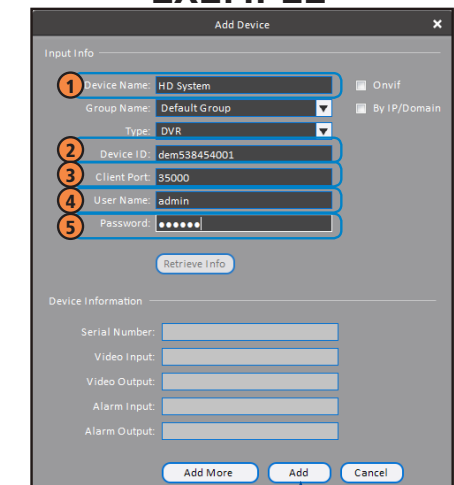 EXEMPLE
Add Device ×
Input Info
1 Device Name: HD System Onvif
Group Name: Default Group By IP/Domain
Type: DVR
2 Device ID: dem538454001
3 Client Port: 35000
4 User Name: admin
5 Password: ●●●●●●
Retrieve Info
Device Information
Serial Number:
Video Input:
Video Output:
Alarm Input:
Alarm Output:
Add More Add Cancel